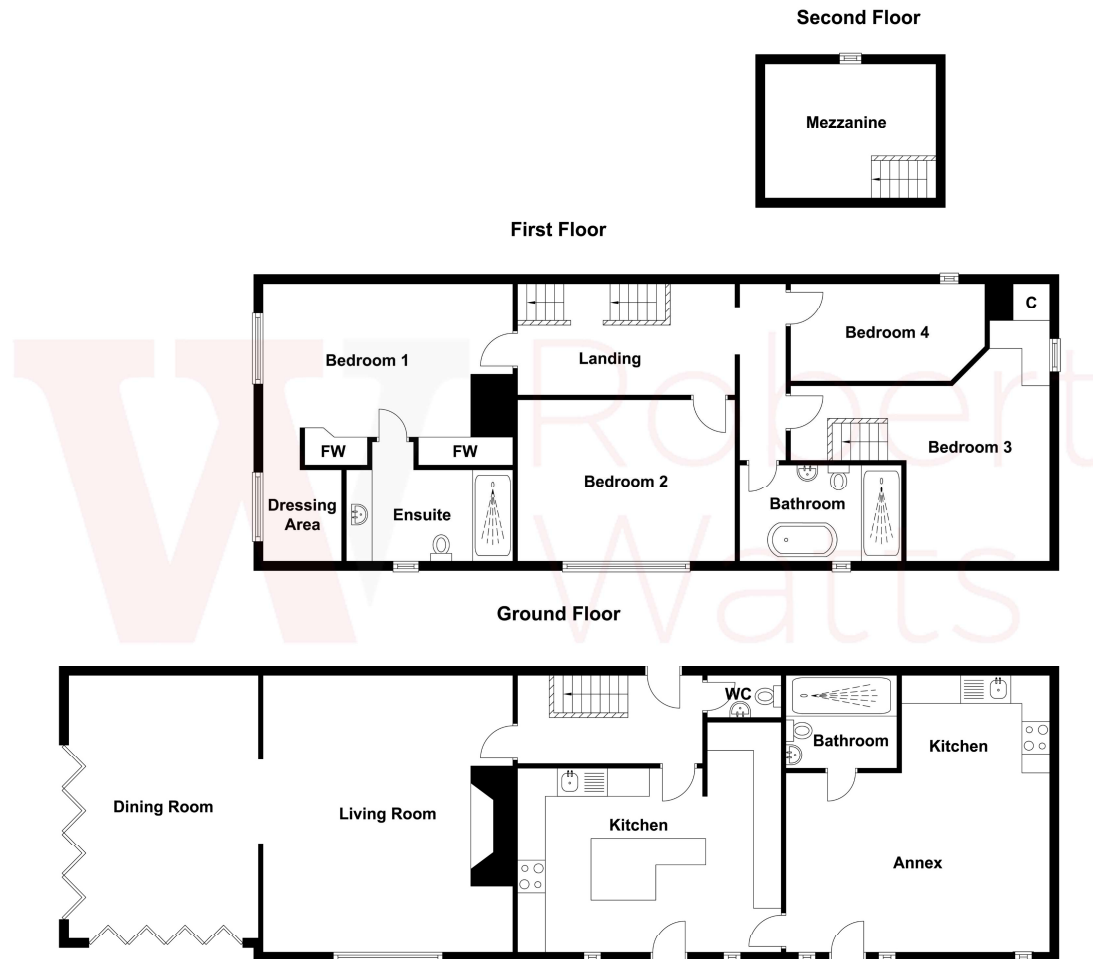 Second Floor
Mezzanine
First Floor
Bedroom 1
Landing
Bedroom 4
C
Bedroom 3
FW
FW
Bedroom 2
Dressing
Area
Ensuite
Bathroom
Robert
Watts
Ground Floor
WC
Bathroom
Kitchen
Dining Room
Living Room
Kitchen
Annex